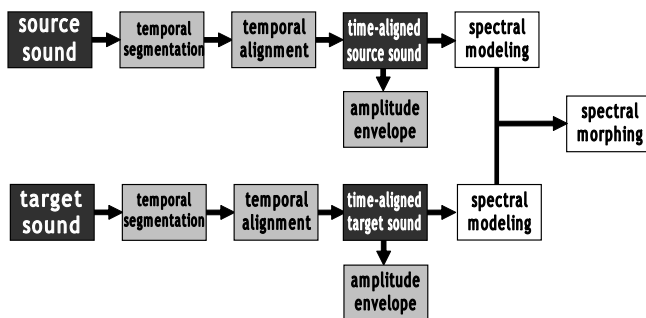 source
sound
temporal
segmentation
temporal
alignment
time-aligned
source sound
spectral
modeling
amplitude
envelope
spectral
morphing
target
sound
temporal
segmentation
temporal
alignment
time-aligned
target sound
spectral
modeling
amplitude
envelope